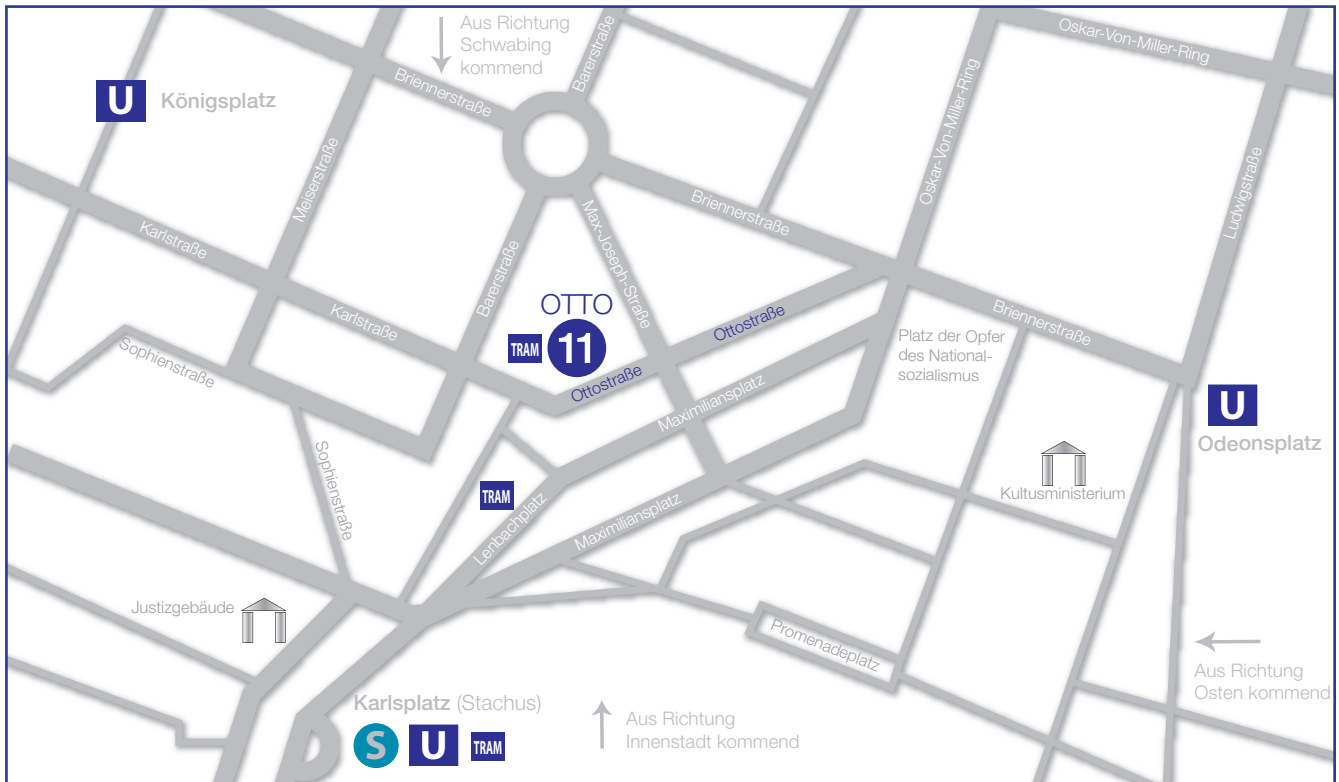 Aus Richtung
Schwabing
kommend
Oskar-Von-Miller-Ring
Barerstraße
Briennerstraße
U Königsplatz
Oskar-Von-Miller-Ring
Meiserstraße
Ludwigstraße
Briennerstraße
Max-Joseph-Straße
Karlstraße
Barerstraße
OTTO
TRAM 11
Karlstraße
Ottostraße
Briennerstraße
Platz der Opfer
des National-
sozialismus
Sophienstraße
Ottostraße
Maximiliansplatz
U
Odeonsplatz
Sophienstraße
TRAM
Kultusministerium
Lenbachplatz
Maximiliansplatz
Justizgebäude
Promenadeplatz
Aus Richtung
Osten kommend
Karlsplatz (Stachus)
S U TRAM
Aus Richtung
Innenstadt kommend